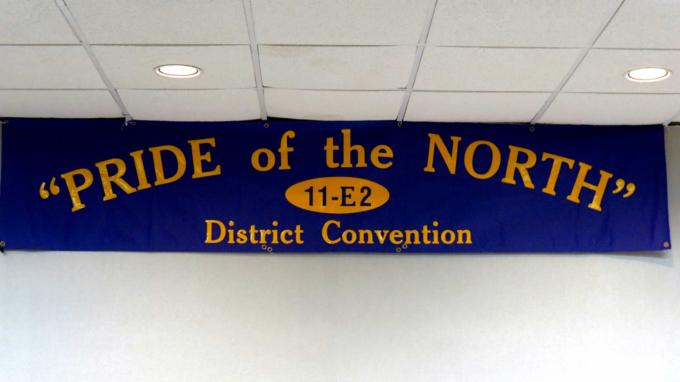 “PRIDE of the NORTH”
11-E2
District Convention